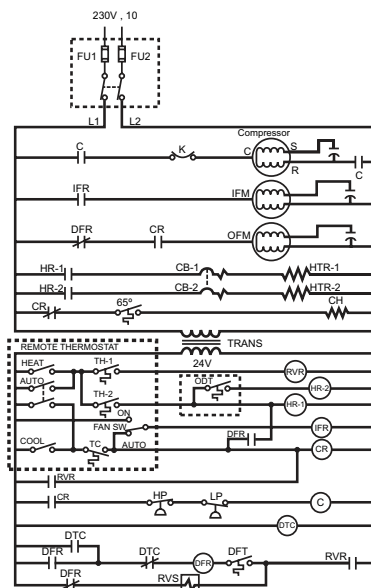 230V , 10
FU1 FU2
L1 L2
Compressor
C K C S
R
C
IFR IFM
DFR CR OFM
HR-1 CB-1 HTR-1
HR-2 CB-2 HTR-2
CR 65º CH
TRANS
REMOTE THERMOSTAT
24V
HEAT TH-1 RVR
ODT
AUTO HR-2
TH-2 HR-1
ON
FAN SW IFR
DFR
COOL TC AUTO CR
RVR
CR HP LP C
DTC
DTC
DFR DTC DFR DFT RVR
DFR RVS